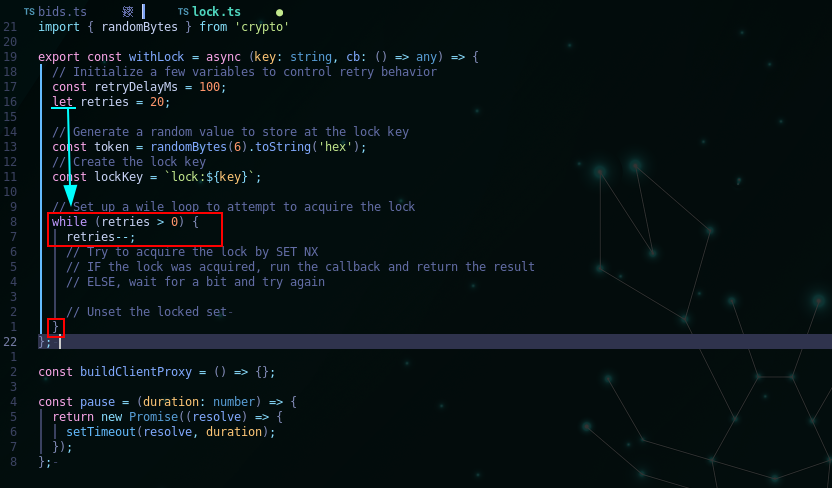 TS bids.ts TS lock.ts ●
21 import { randomBytes } from 'crypto'
20
19 export const withLock = async (key: string, cb: () => any) => {
18 // Initialize a few variables to control retry behavior
17 const retryDelayMs = 100;
16 let retries = 20;
15
14 // Generate a random value to store at the lock key
13 const token = randomBytes(6).toString('hex');
12 // Create the lock key
11 const lockKey = `lock:${key}`;
10
9 // Set up a wile loop to attempt to acquire the lock
8 while (retries > 0) {
7 retries--;
6 // Try to acquire the lock by SET NX
5 // IF the lock was acquired, run the callback and return the result
4 // ELSE, wait for a bit and try again
3
2 // Unset the locked set-
1 }
22 };
1
2 const buildClientProxy = () => {};
3
4 const pause = (duration: number) => {
5 return new Promise((resolve) => {
6 setTimeout(resolve, duration);
7 });
8 };-